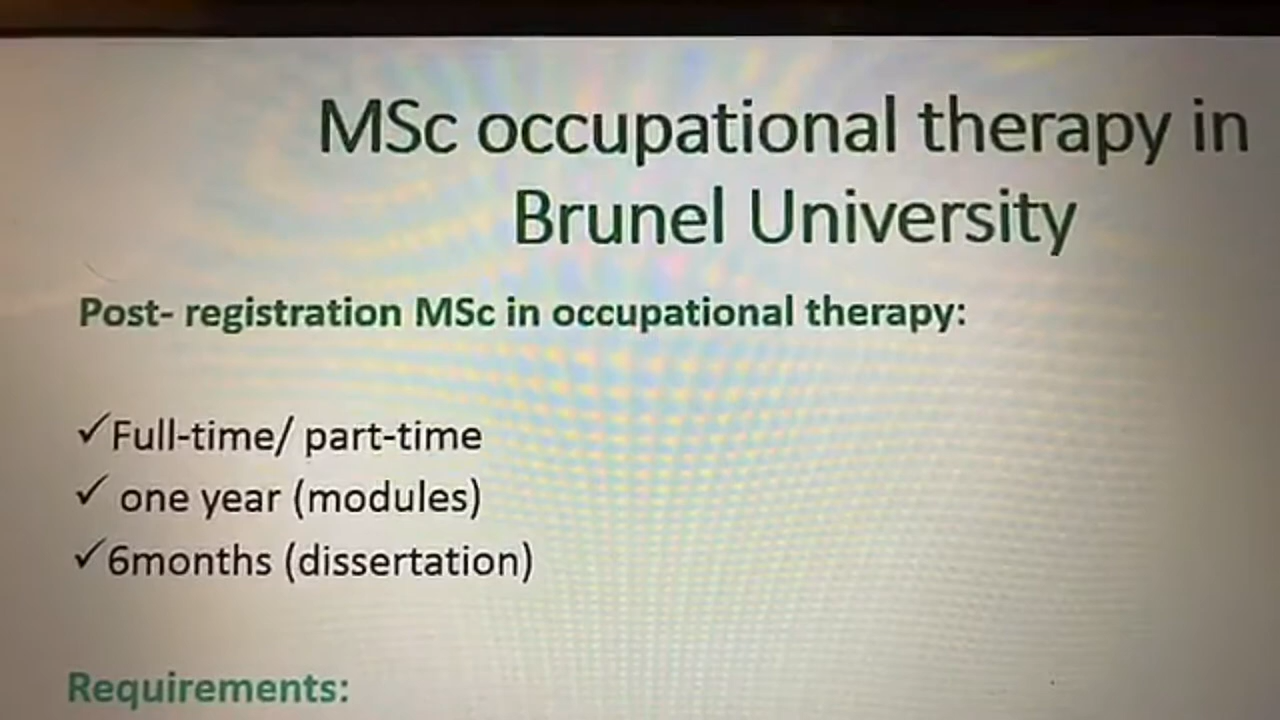 MSc occupational therapy in
Brunel University
Post- registration MSc in occupational therapy:
✓Full-time/ part-time
✓ one year (modules)
✓6months (dissertation)
Requirements: